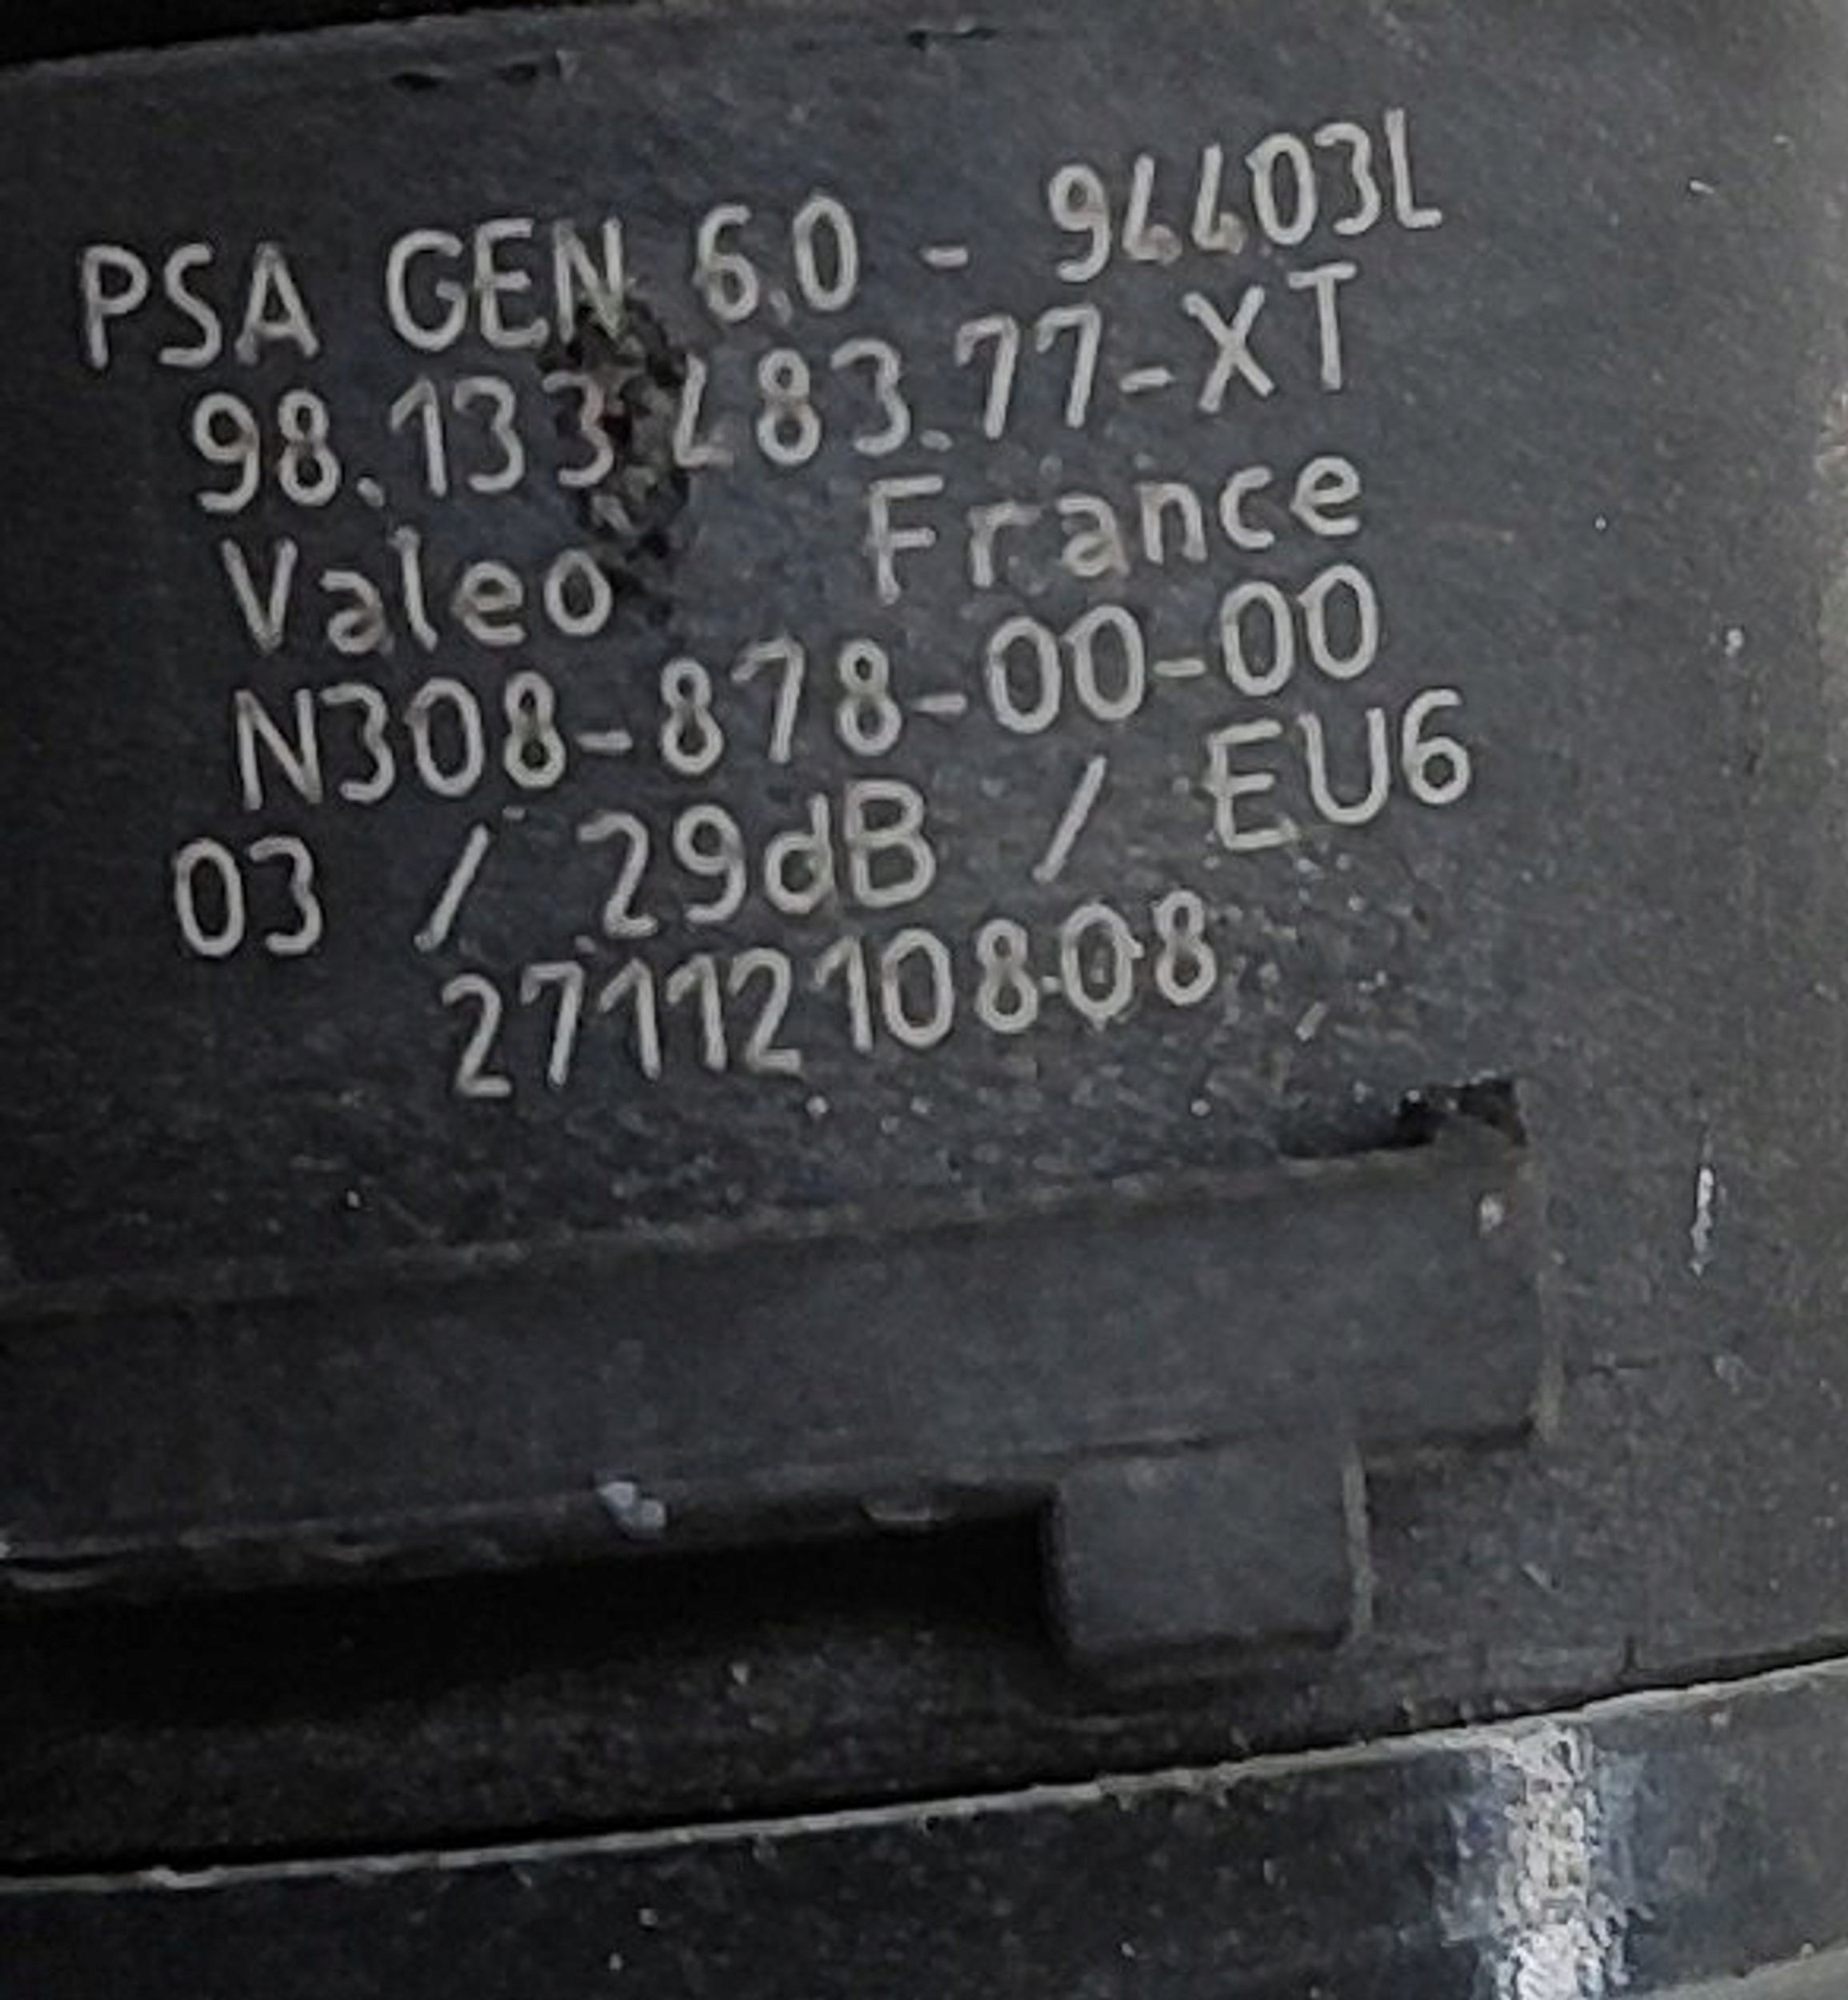 PSA GEN 6.0 - 94403L
98.133 483.77-XT
Valeo France
N308-878-00-00
03 / 29dB / EU6
2711210808